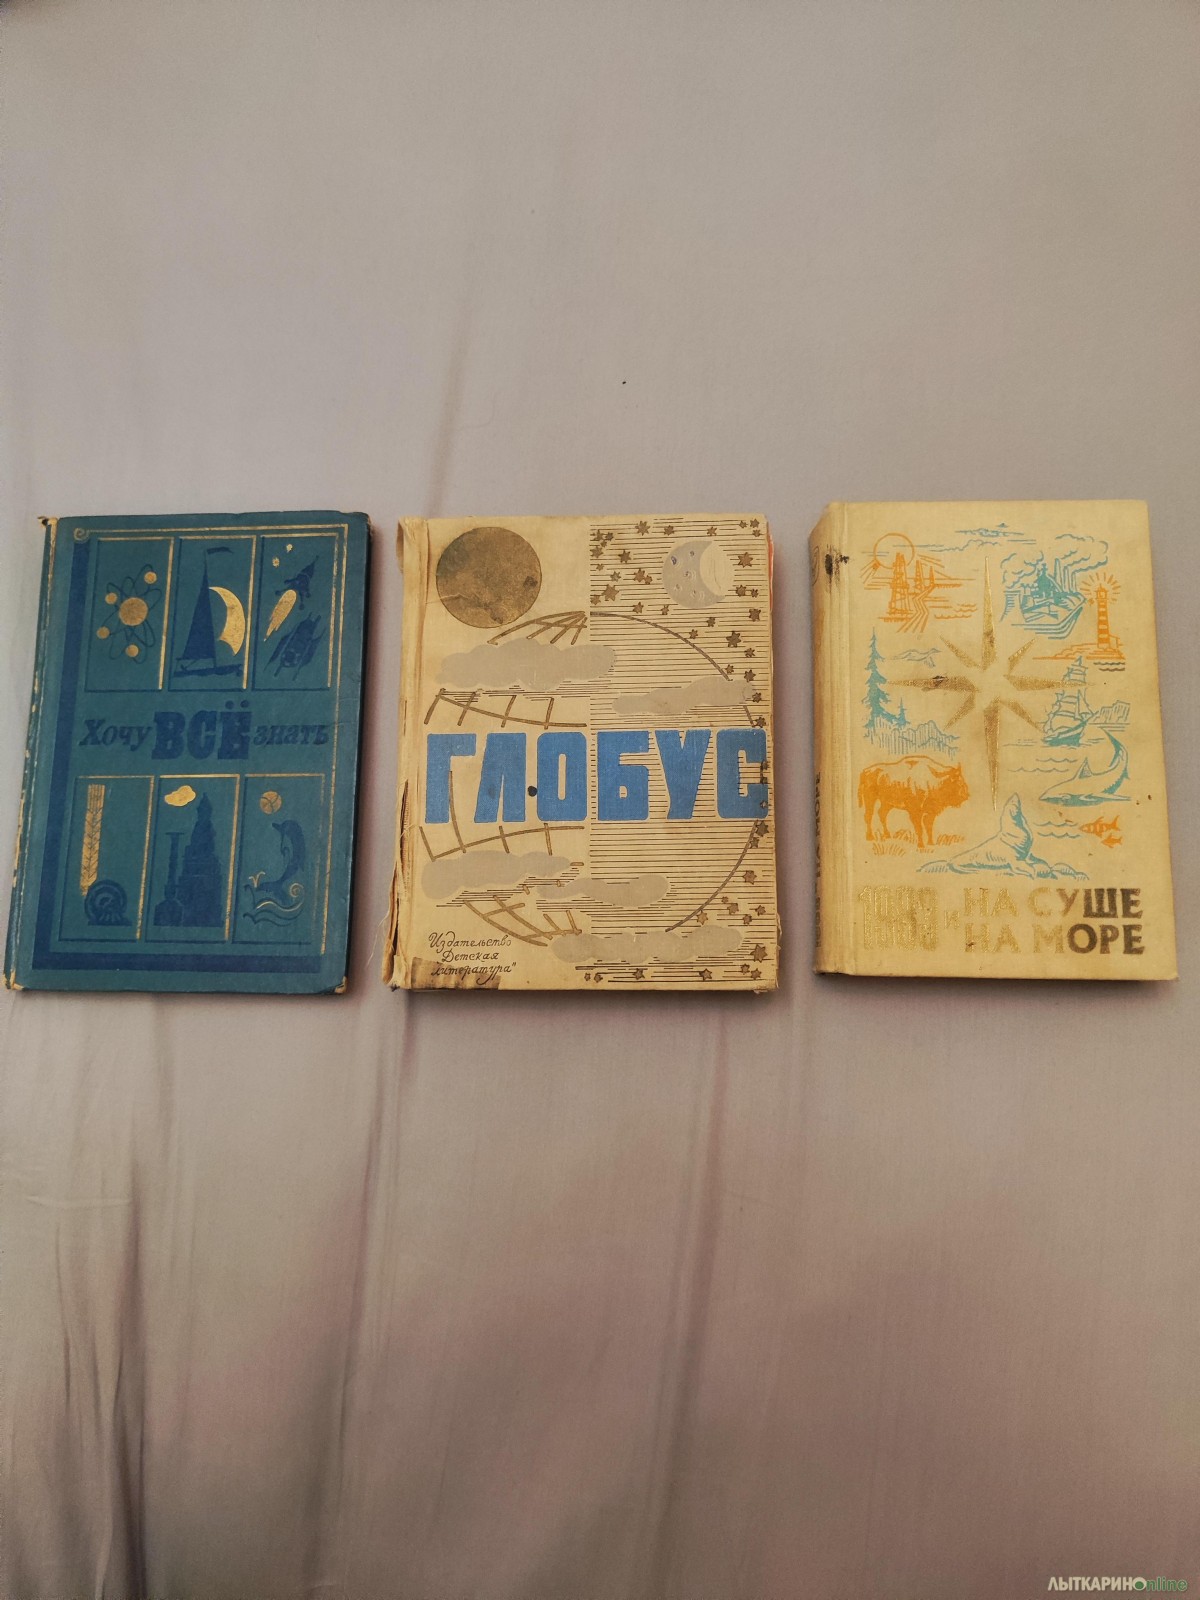 Хочу ВСЁ знать
ГЛОБУС
Издательство
Детская
литература"
НА СУШЕ
И НА МОРЕ
ЛЫТКАРИНОonline